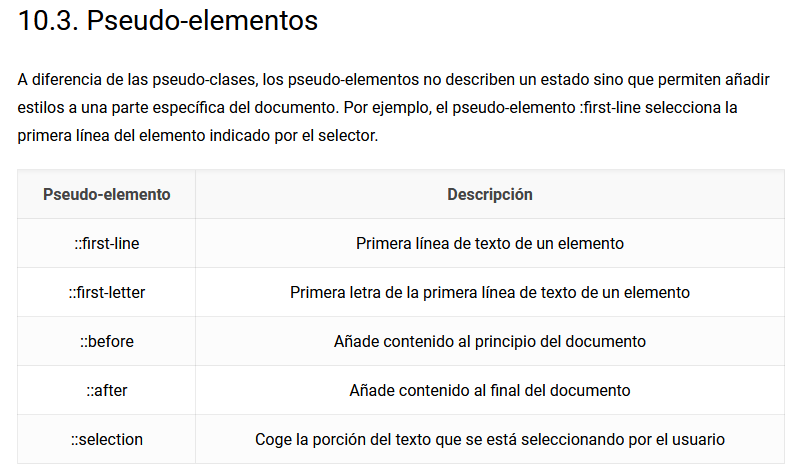 10.3. Pseudo-elementos
A diferencia de las pseudo-clases, los pseudo-elementos no describen un estado sino que permiten añadir
estilos a una parte específica del documento. Por ejemplo, el pseudo-elemento :first-line selecciona la
primera línea del elemento indicado por el selector.
Pseudo-elemento Descripción
::first-line Primera línea de texto de un elemento
::first-letter Primera letra de la primera línea de texto de un elemento
::before Añade contenido al principio del documento
::after Añade contenido al final del documento
::selection Coge la porción del texto que se está seleccionando por el usuario